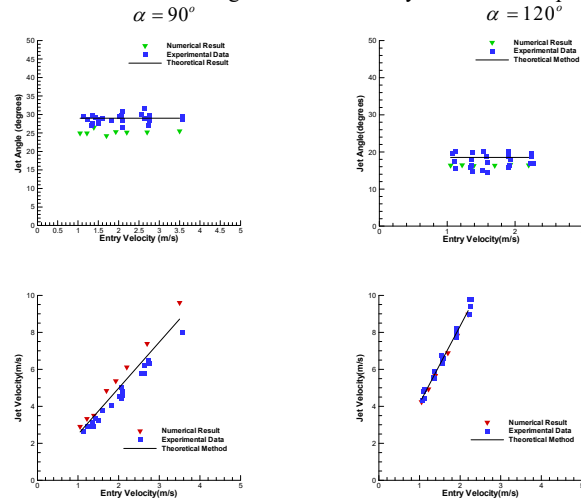 α = 90°
Numerical Result
Experimental Data
Theoretical Result
Jet Angle (degrees)
50
45
40
35
30
25
20
15
10
5
0
0 0.5 1 1.5 2 2.5 3 3.5 4 4.5 5
Entry Velocity (m/s)
α = 120°
Numerical Result
Experimental Data
Theoretical Method
Jet Angle(degrees)
50
40
30
20
10
0
0 1 2
Entry Velocity(m/s)
Jet Velocity(m/s)
10
8
6
4
2
0
Numerical Result
Experimental Data
Theoretical Method
0 1 2 3 4 5
Entry Velocity (m/s)
Jet Velocity(m/s)
10
8
6
4
2
0
Numerical Result
Experimental Data
Theoretical Method
0 1 2 3 4
Entry Velocity (m/s)